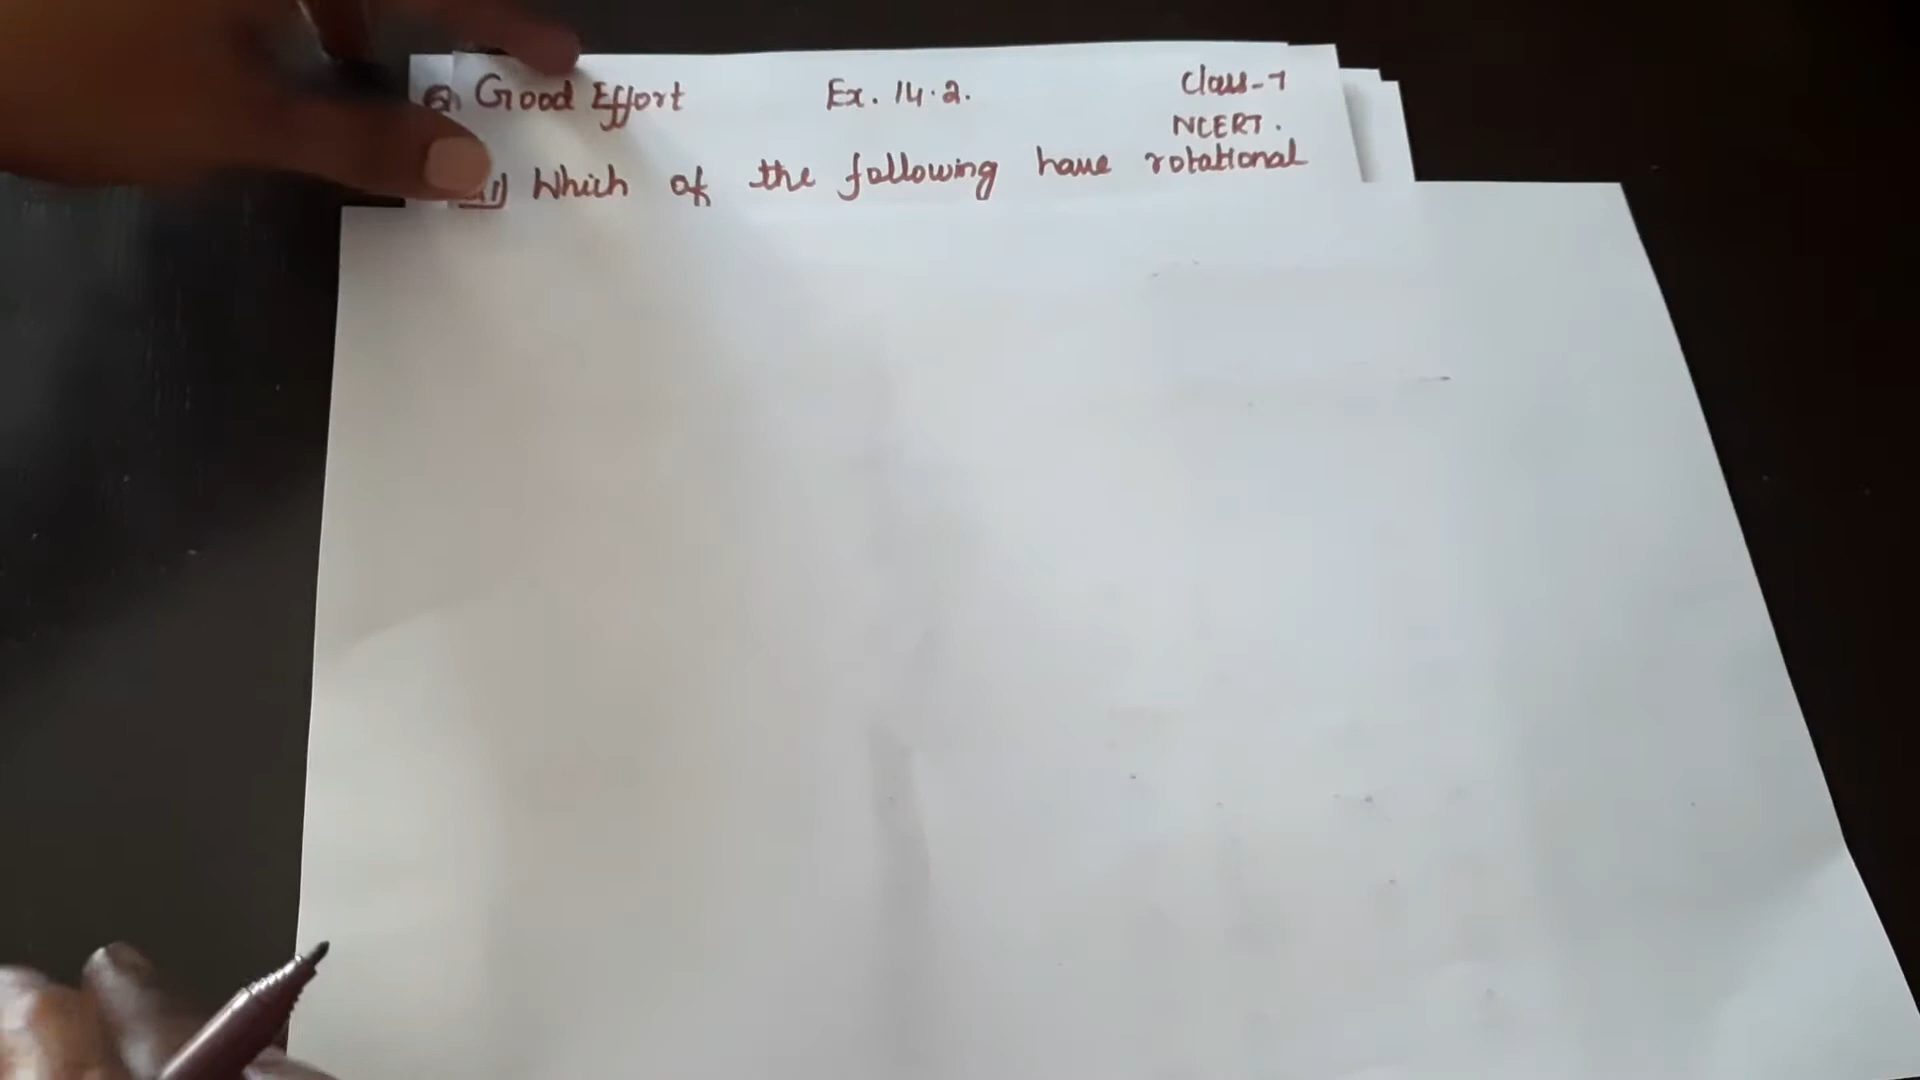 Good Effort Ex. 14.2. Class-7
NCERT.
Which of the following have rotational